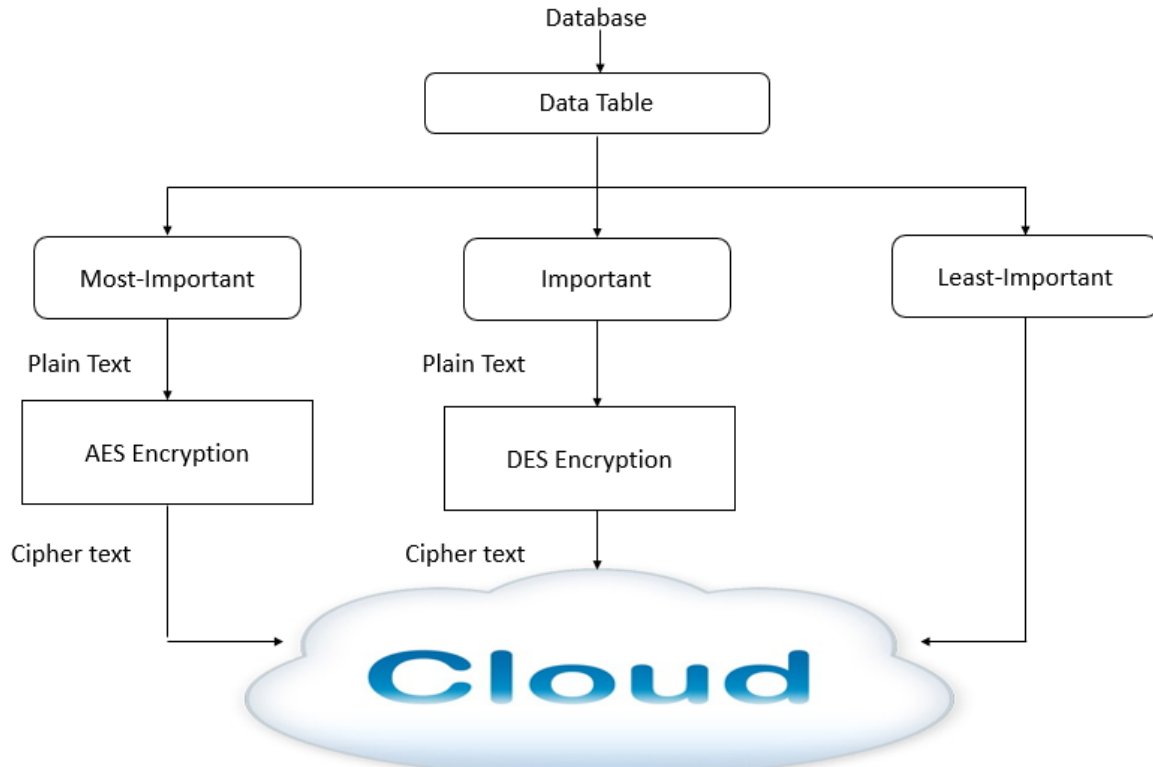 Database
Data Table
Most-Important
Important
Least-Important
Plain Text
Plain Text
AES Encryption
DES Encryption
Cipher text
Cipher text
Cloud